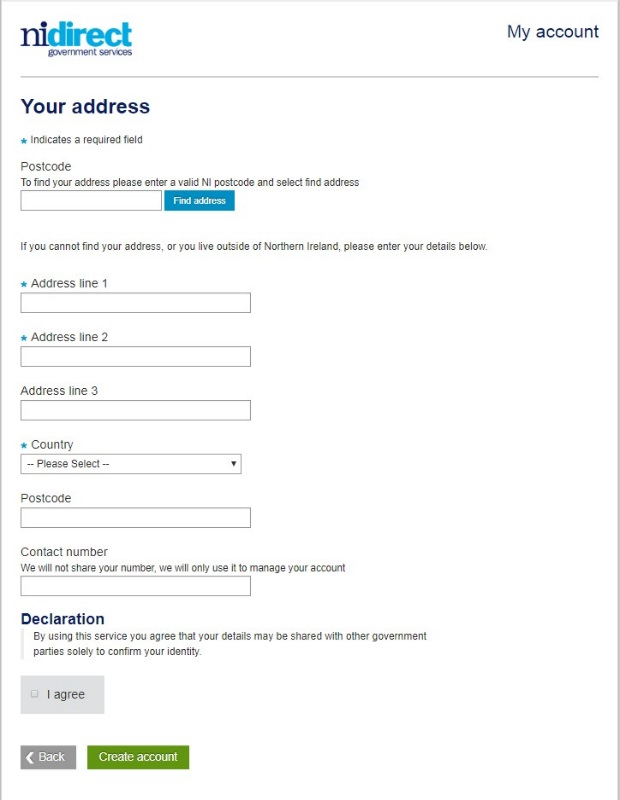 nidirect
government services
My account
Your address
* Indicates a required field
Postcode
To find your address please enter a valid NI postcode and select find address
Find address
If you cannot find your address, or you live outside of Northern Ireland, please enter your details below.
* Address line 1
* Address line 2
Address line 3
* Country
-- Please Select --
Postcode
Contact number
We will not share your number, we will only use it to manage your account
Declaration
By using this service you agree that your details may be shared with other government
parties solely to confirm your identity.
I agree
Back
Create account